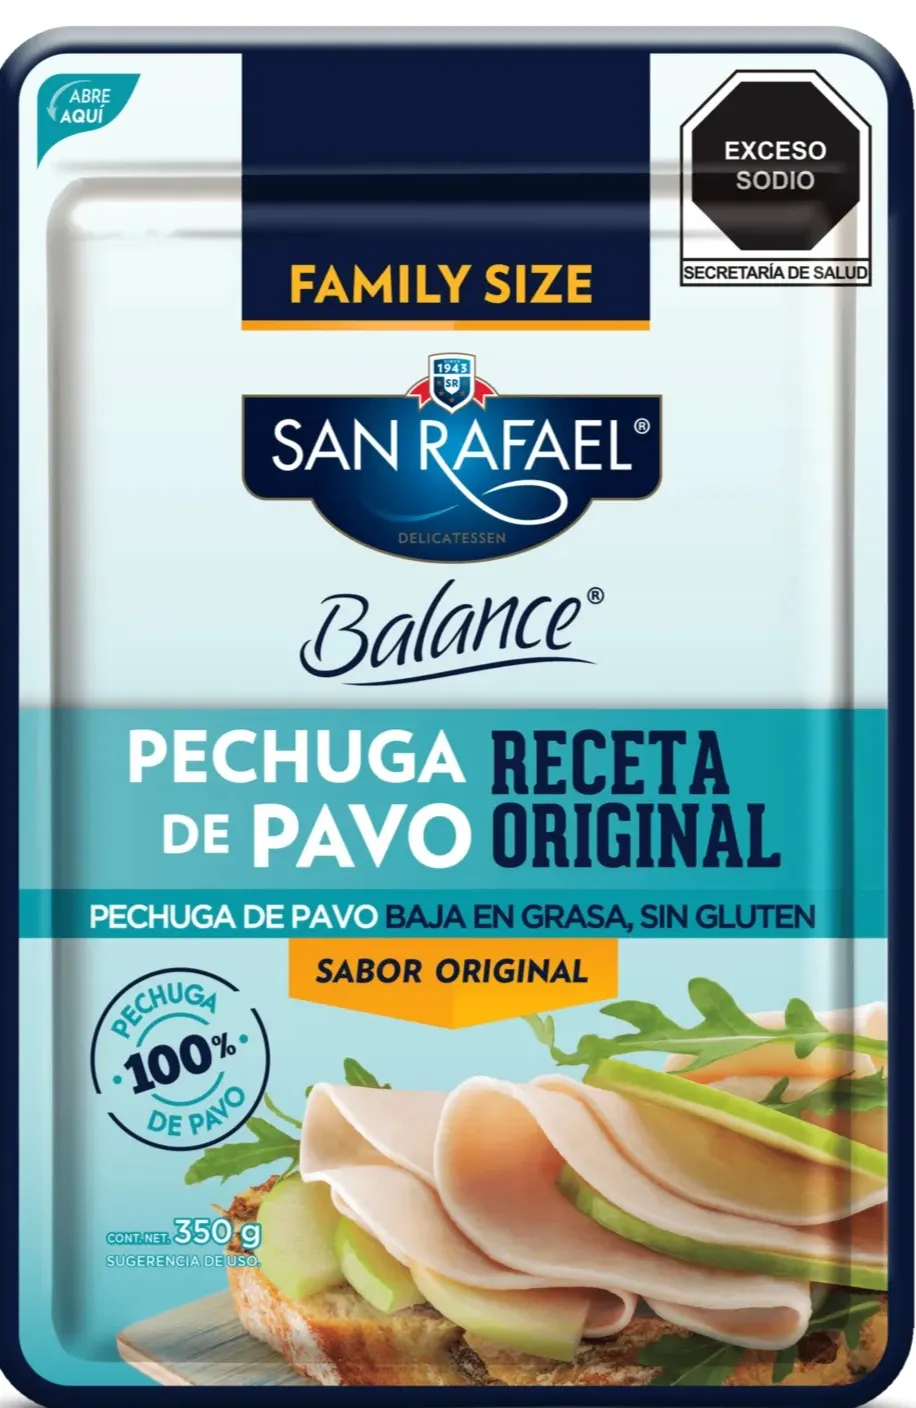 ABRE
AQUÍ
EXCESO
SODIO
SECRETARÍA DE SALUD
FAMILY SIZE
SINCE
1943
SR
SAN RAFAEL®
DELICATESSEN
Balance®
PECHUGA
DE PAVO
RECETA
ORIGINAL
PECHUGA DE PAVO BAJA EN GRASA, SIN GLUTEN
SABOR ORIGINAL
PECHUGA
100%
DE PAVO
CONT. NET. 350 g
SUGERENCIA DE USO.